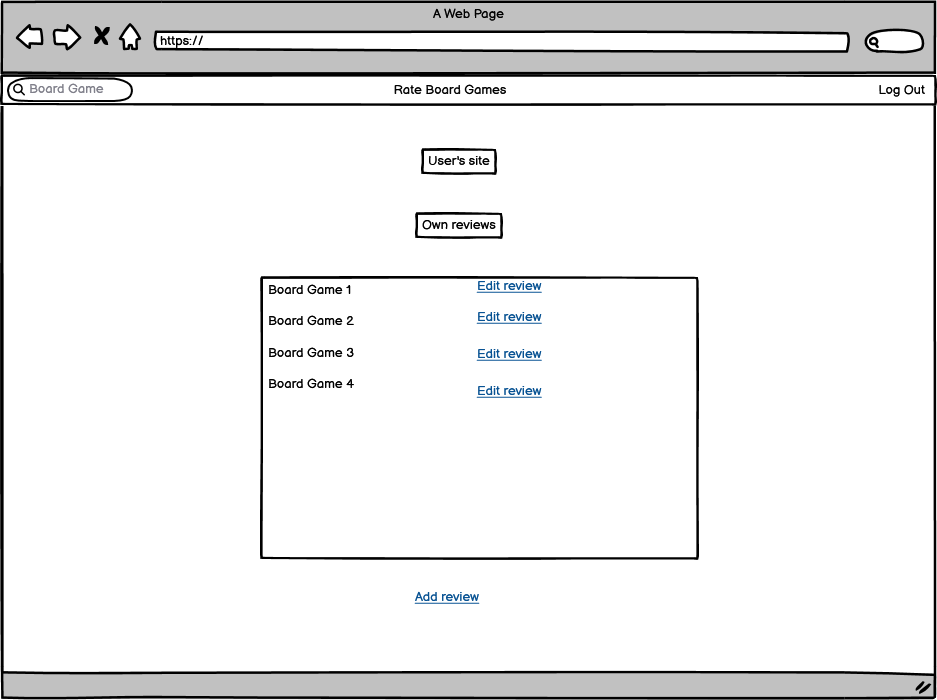 A Web Page
https://
Board Game
Rate Board Games
Log Out
User's site
Own reviews
Board Game 1
Edit review
Board Game 2
Edit review
Board Game 3
Edit review
Board Game 4
Edit review
Add review